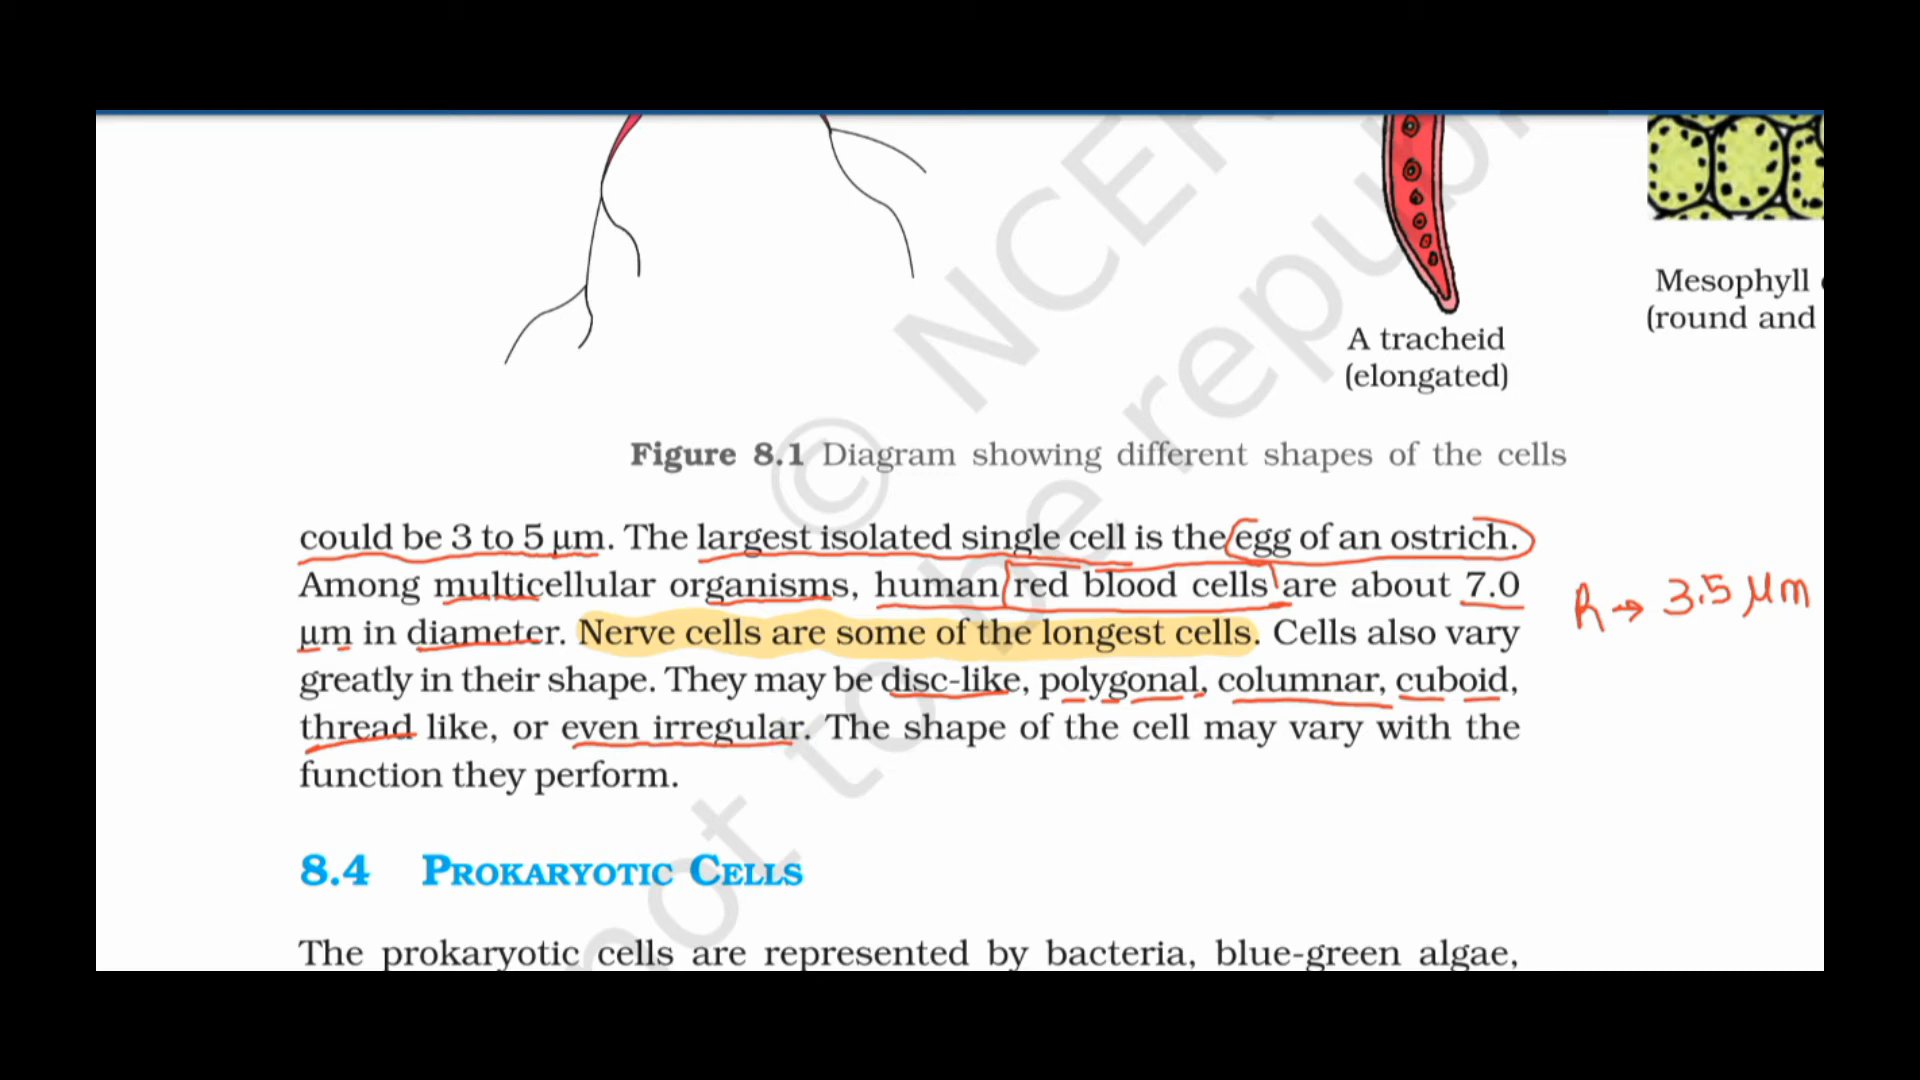 © NCER
not to be republ
A tracheid
(elongated)
Mesophyll
(round and
Figure 8.1 Diagram showing different shapes of the cells
could be 3 to 5 µm. The largest isolated single cell is the egg of an ostrich.
Among multicellular organisms, human red blood cells are about 7.0
µm in diameter. Nerve cells are some of the longest cells. Cells also vary
greatly in their shape. They may be disc-like, polygonal, columnar, cuboid,
thread like, or even irregular. The shape of the cell may vary with the
function they perform.
R → 3.5 µm
8.4 PROKARYOTIC CELLS
The prokaryotic cells are represented by bacteria, blue-green algae,